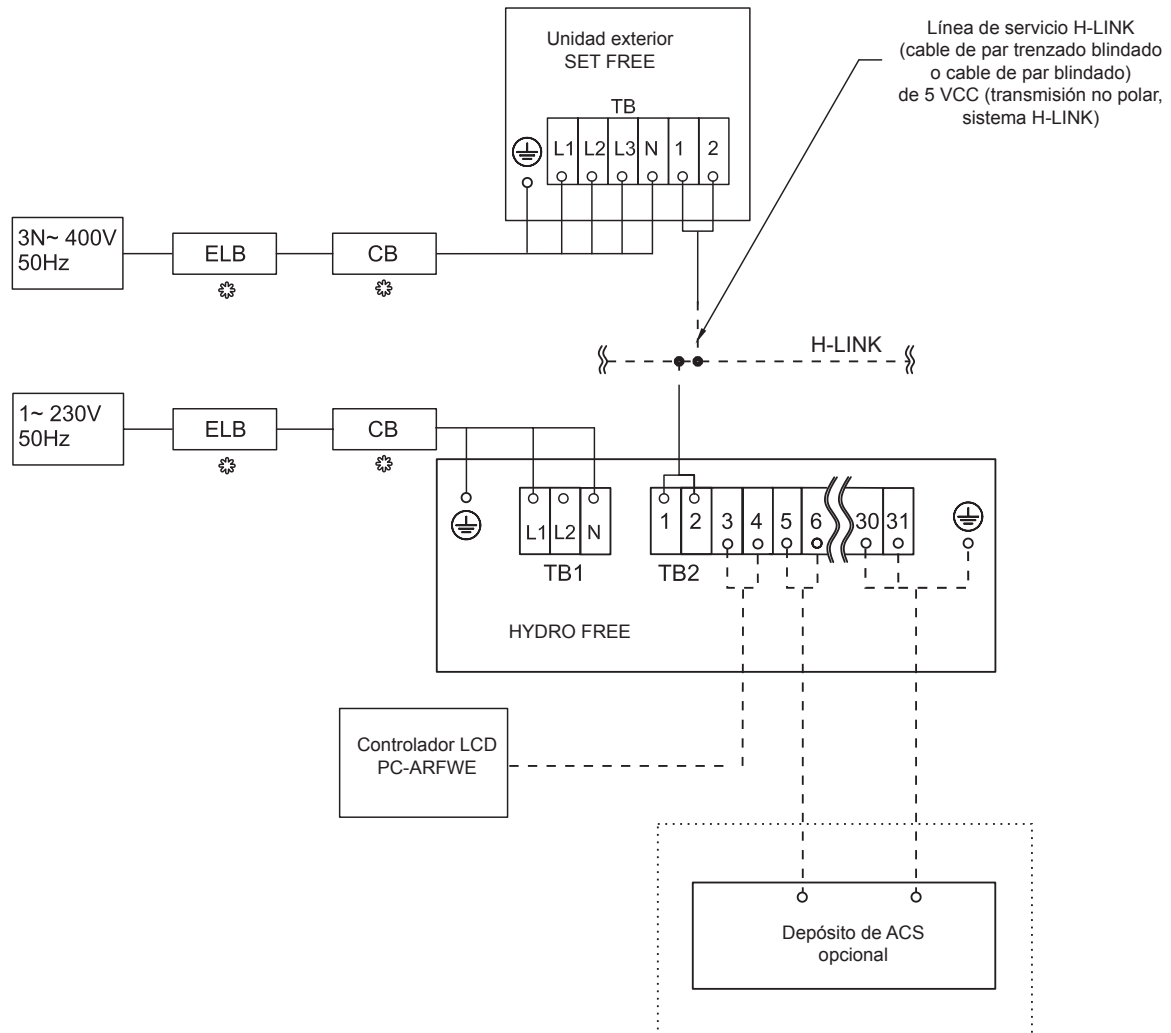 Unidad exterior
SET FREE
TB
L1 L2 L3 N 1 2
Línea de servicio H-LINK
(cable de par trenzado blindado
o cable de par blindado)
de 5 VCC (transmisión no polar,
sistema H-LINK)
3N~ 400V
50Hz
ELB
CB
H-LINK
1~ 230V
50Hz
ELB
CB
L1 L2 N
TB1
1 2 3 4 5 6 30 31
TB2
HYDRO FREE
Controlador LCD
PC-ARFWE
Depósito de ACS
opcional